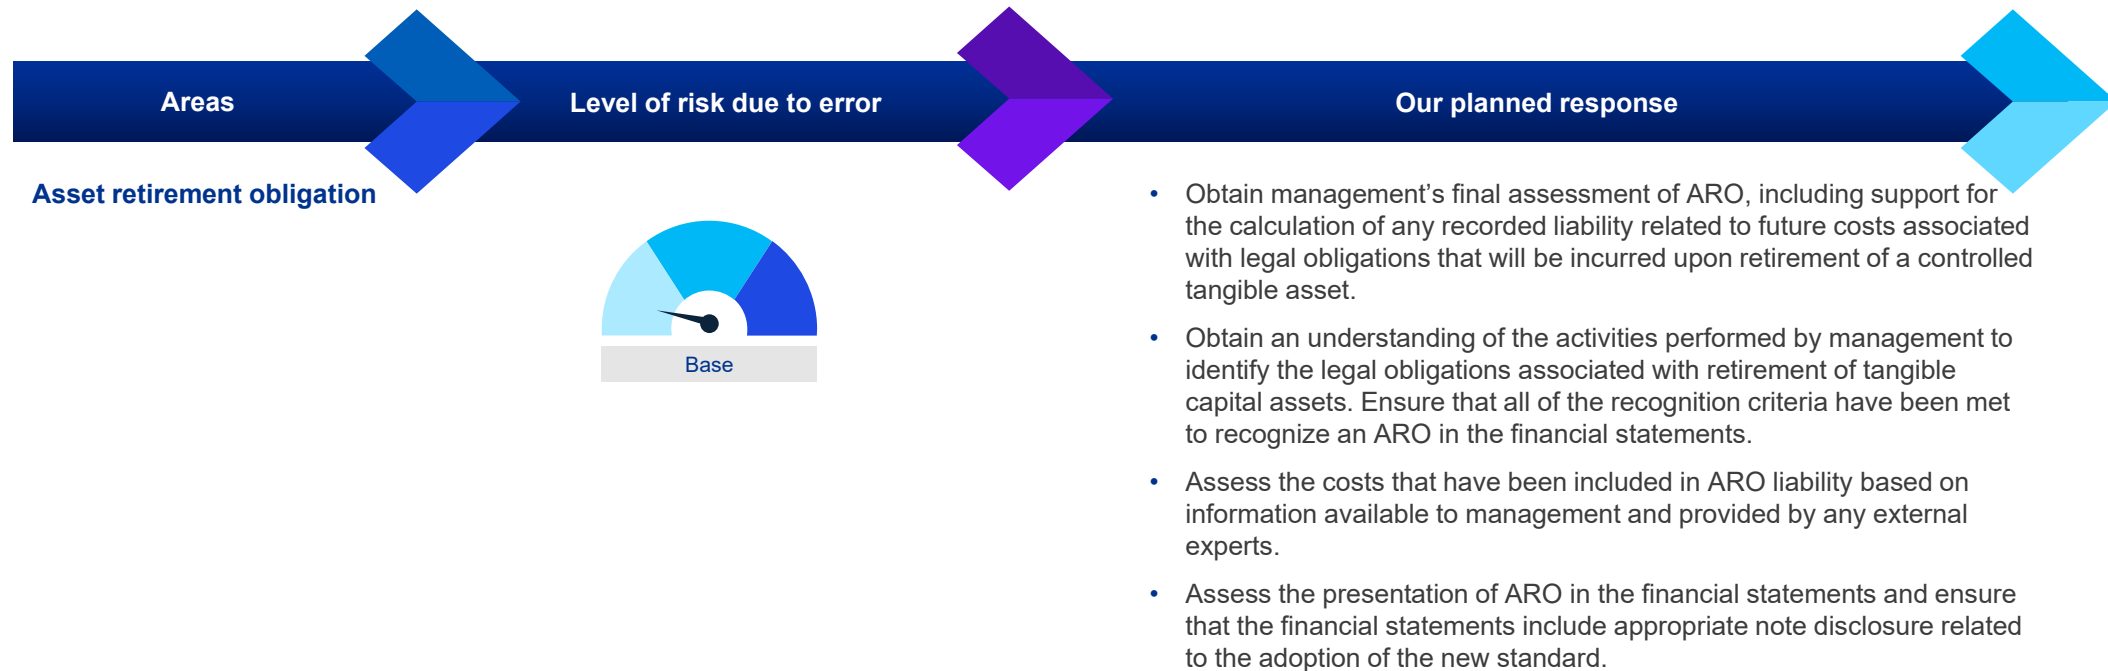 Areas
Level of risk due to error
Our planned response
Asset retirement obligation
Base
• Obtain management’s final assessment of ARO, including support for
the calculation of any recorded liability related to future costs associated
with legal obligations that will be incurred upon retirement of a controlled
tangible asset.
• Obtain an understanding of the activities performed by management to
identify the legal obligations associated with retirement of tangible
capital assets. Ensure that all of the recognition criteria have been met
to recognize an ARO in the financial statements.
• Assess the costs that have been included in ARO liability based on
information available to management and provided by any external
experts.
• Assess the presentation of ARO in the financial statements and ensure
that the financial statements include appropriate note disclosure related
to the adoption of the new standard.